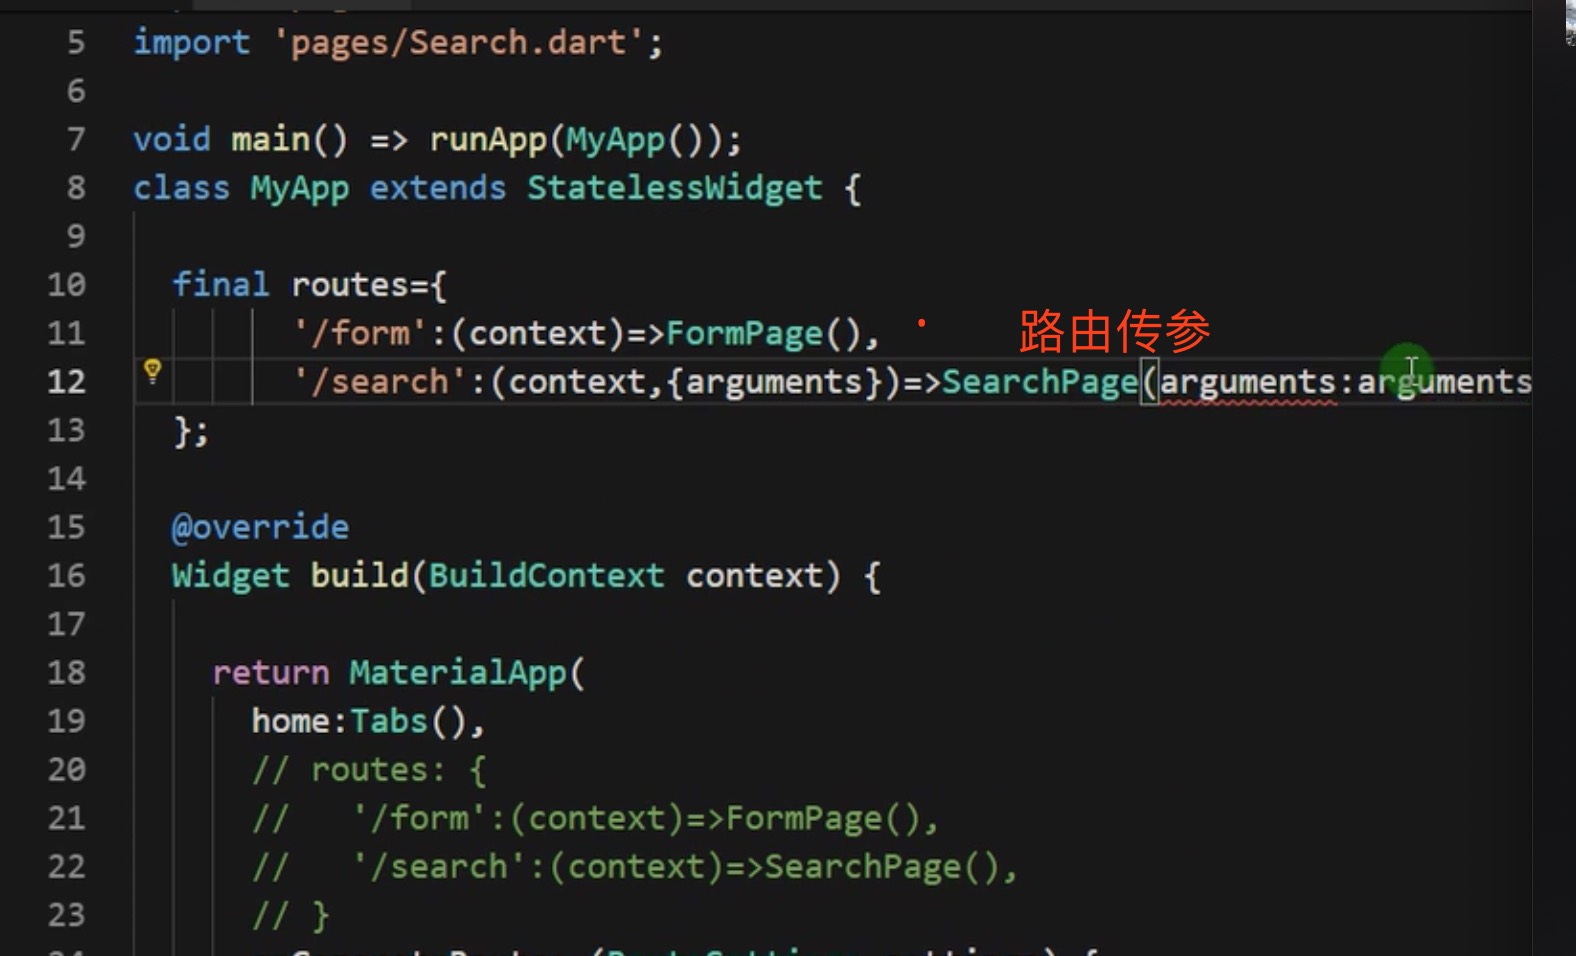 5 import 'pages/Search.dart';
6
7 void main() => runApp(MyApp());
8 class MyApp extends StatelessWidget {
9
10 final routes={
11 '/form':(context)=>FormPage(), 路由传参
12 '/search':(context,{arguments})=>SearchPage(arguments:arguments
13 };
14
15 @override
16 Widget build(BuildContext context) {
17
18 return MaterialApp(
19 home:Tabs(),
20 // routes: {
21 // '/form':(context)=>FormPage(),
22 // '/search':(context)=>SearchPage(),
23 // }